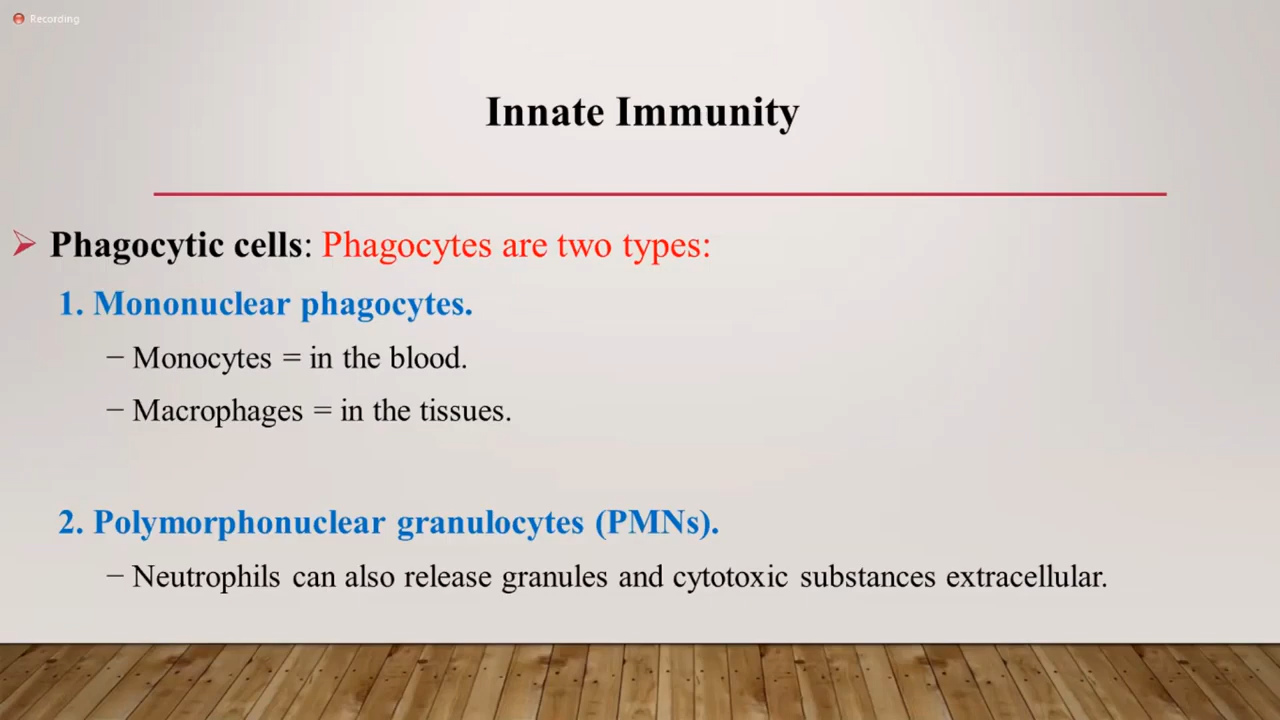 Recording
Innate Immunity
➢ Phagocytic cells: Phagocytes are two types:
1. Mononuclear phagocytes.
– Monocytes = in the blood.
– Macrophages = in the tissues.
2. Polymorphonuclear granulocytes (PMNs).
– Neutrophils can also release granules and cytotoxic substances extracellular.